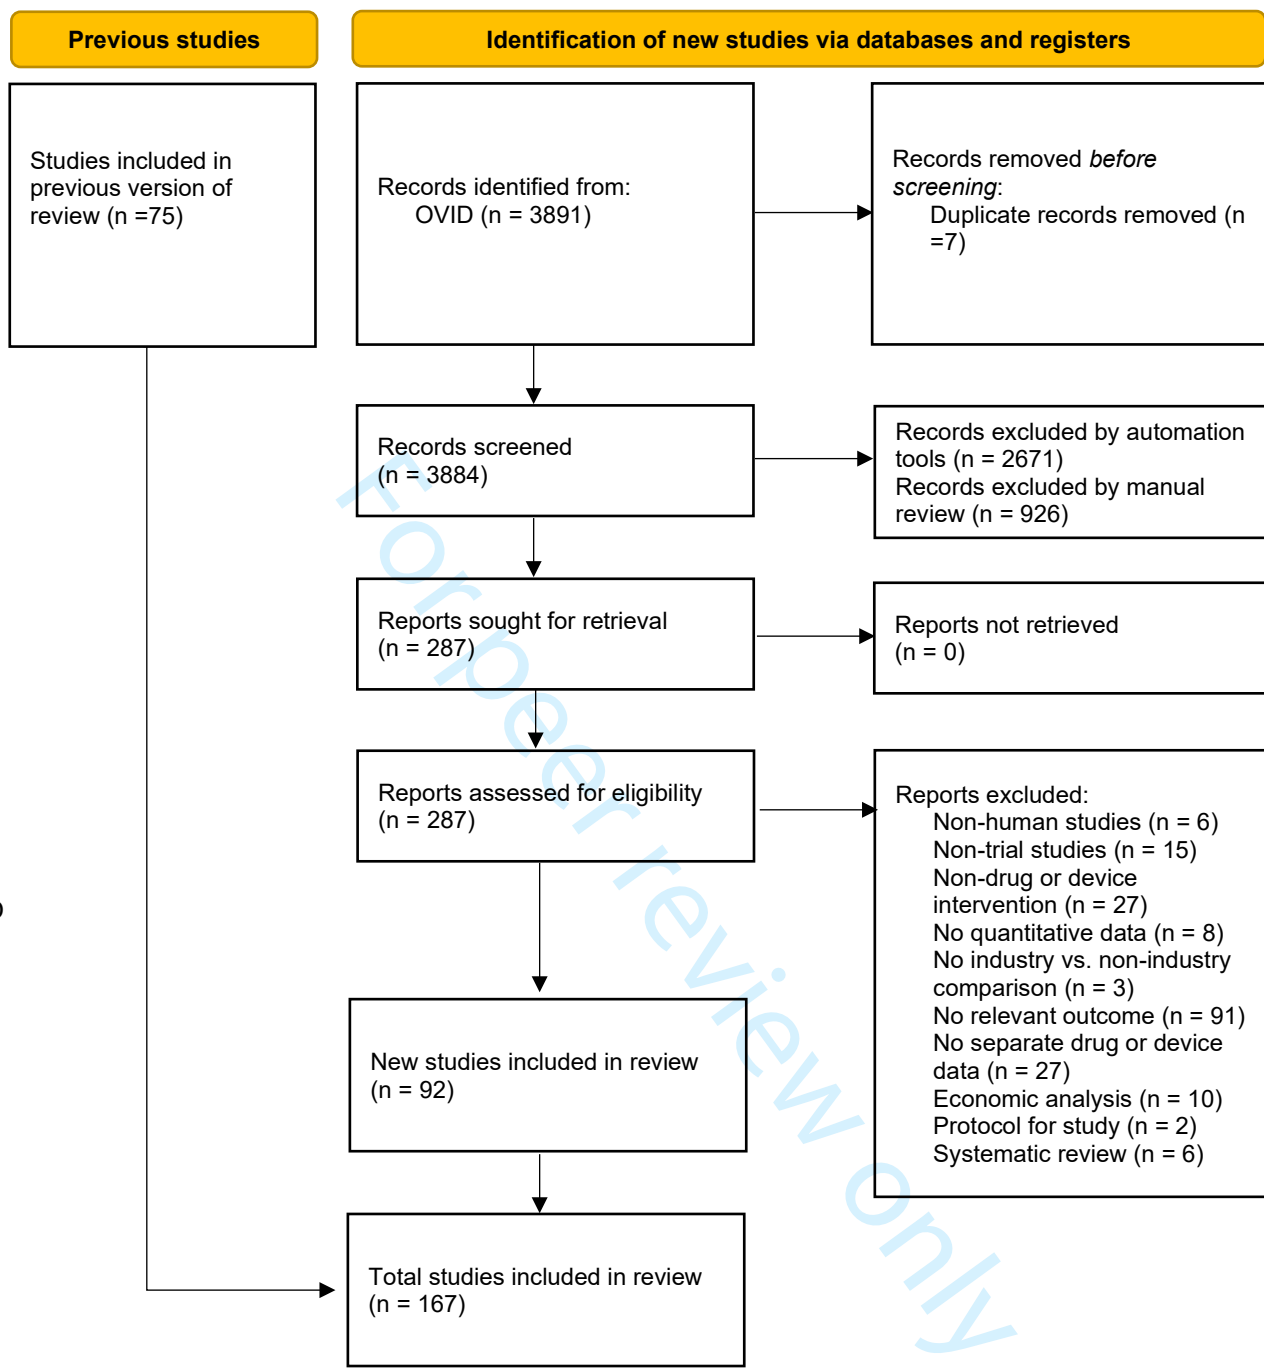 Previous studies
Identification of new studies via databases and registers
Studies included in
previous version of
review (n =75)
Records identified from:
OVID (n = 3891)
Records removed before
screening:
Duplicate records removed (n
=7)
Records screened
(n = 3884)
Records excluded by automation
tools (n = 2671)
Records excluded by manual
review (n = 926)
Reports sought for retrieval
(n = 287)
Reports not retrieved
(n = 0)
Reports assessed for eligibility
(n = 287)
Reports excluded:
Non-human studies (n = 6)
Non-trial studies (n = 15)
Non-drug or device
intervention (n = 27)
No quantitative data (n = 8)
No industry vs. non-industry
comparison (n = 3)
No relevant outcome (n = 91)
No separate drug or device
data (n = 27)
Economic analysis (n = 10)
Protocol for study (n = 2)
Systematic review (n = 6)
New studies included in review
(n = 92)
Total studies included in review
(n = 167)
For peer review only